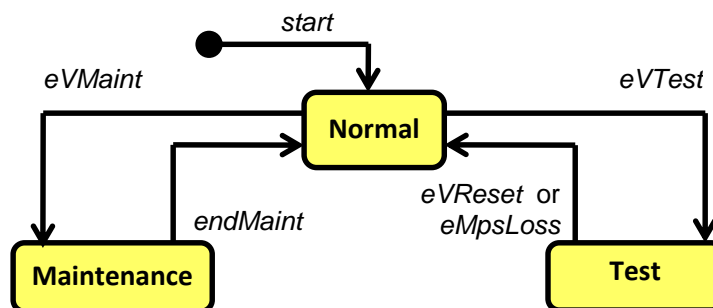 start
eVMaint
eVTest
Normal
eVReset or
eMpsLoss
endMaint
Maintenance
Test